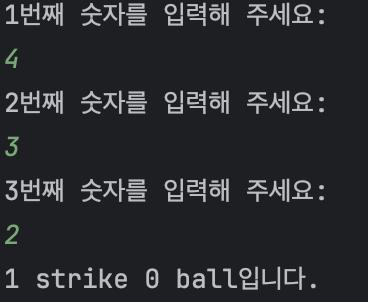 1번째 숫자를 입력해 주세요:
4
2번째 숫자를 입력해 주세요:
3
3번째 숫자를 입력해 주세요:
2
1 strike 0 ball입니다.